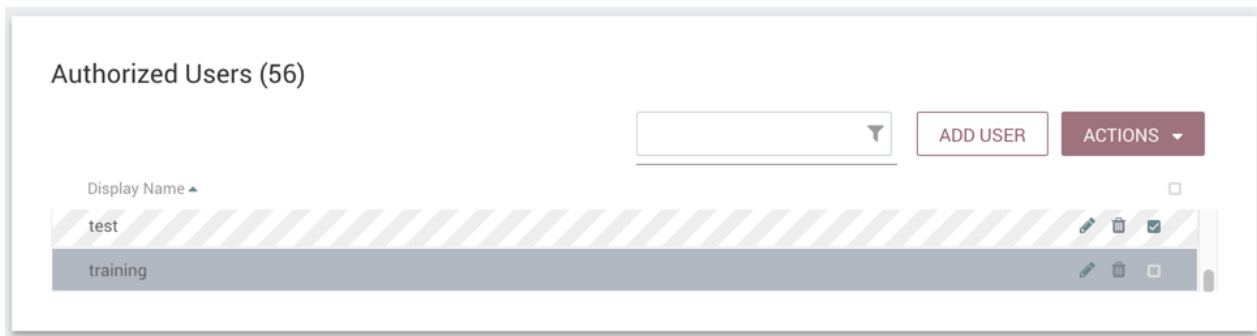 Authorized Users (56)
ADD USER
ACTIONS
Display Name
test
training